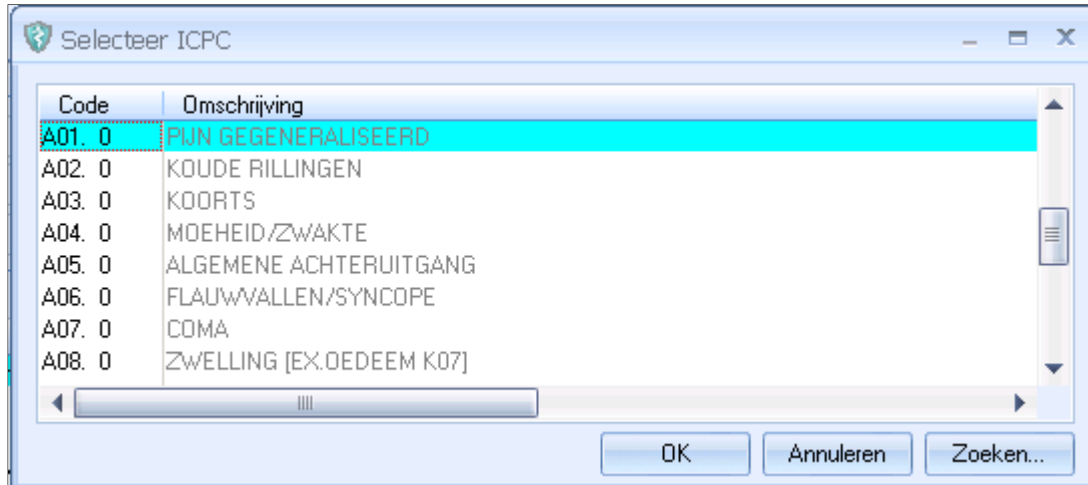 Selecteer ICPC
Code Omschrijving
A01. 0 PIJN GEGENERALISEERD
A02. 0 KOUDE RILLINGEN
A03. 0 KOORTS
A04. 0 MOEHEID/ZWAKTE
A05. 0 ALGEMENE ACHTERUITGANG
A06. 0 FLAUWVALLEN/SYNCOPE
A07. 0 COMA
A08. 0 ZWELLING [EX.OEDEEM K07]
OK Annuleren Zoeken...